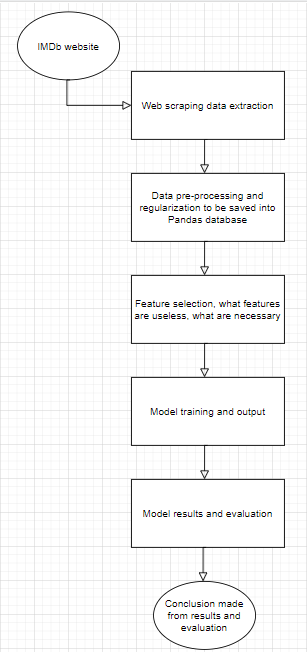 IMDb website
Web scraping data extraction
Data pre-processing and
regularization to be saved into
Pandas database
Feature selection, what features
are useless, what are necessary
Model training and output
Model results and evaluation
Conclusion made
from results and
evaluation